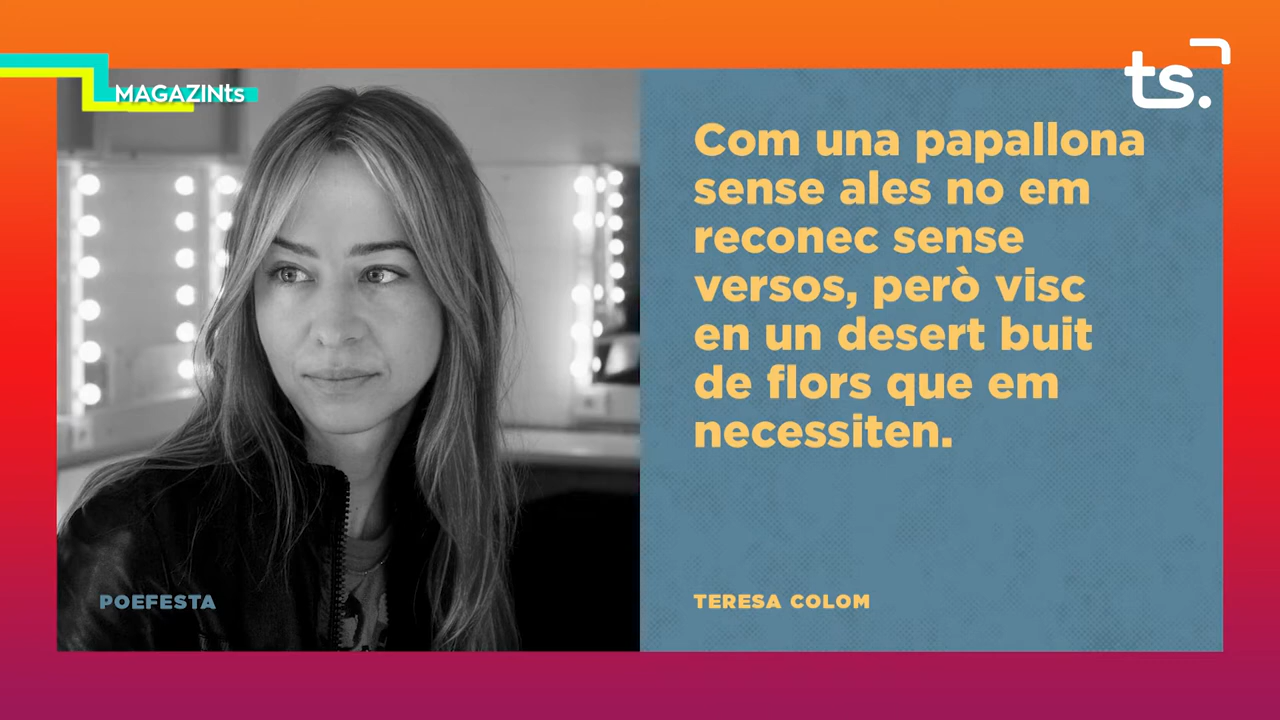 MAGAZINts
ts.
Com una papallona
sense ales no em
reconec sense
versos, però visc
en un desert buit
de flors que em
necessiten.
POEFESTA
TERESA COLOM